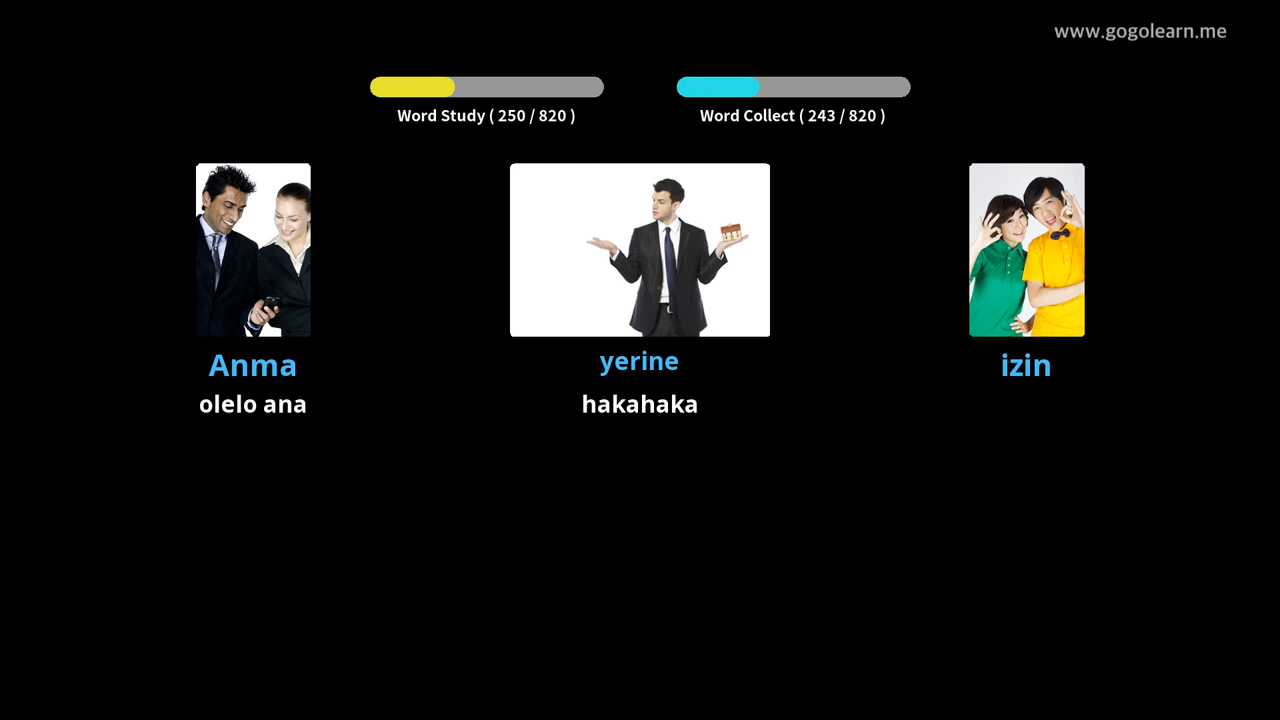 www.gogolearn.me
Word Study ( 250 / 820 )
Word Collect ( 243 / 820 )
Anma
olelo ana
yerine
hakahaka
izin